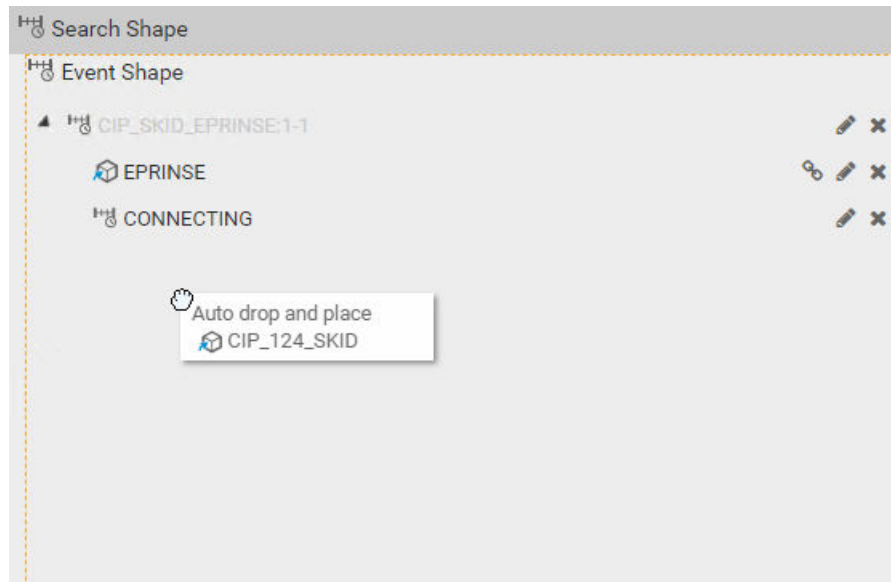 Search Shape
Event Shape
CIP_SKID_EPRINSE:1-1
EPRINSE
CONNECTING
Auto drop and place
CIP_124_SKID